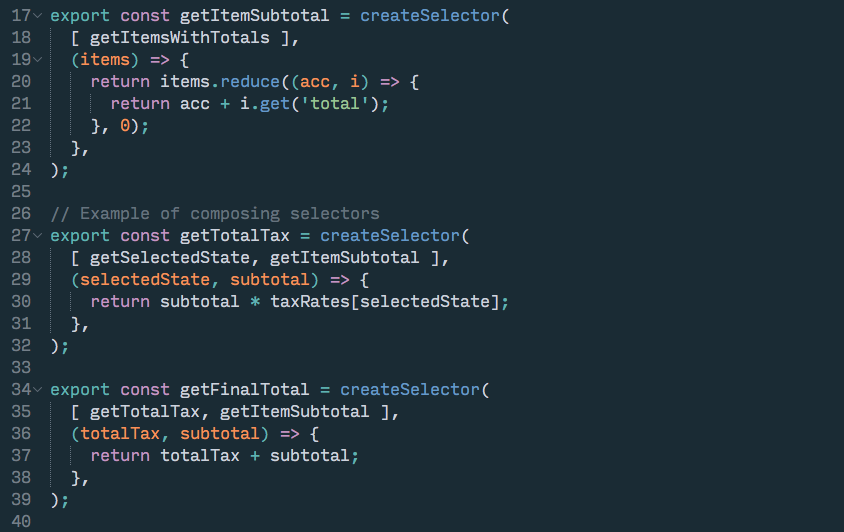 17 export const getItemSubtotal = createSelector(
18 [ getItemsWithTotals ],
19 (items) => {
20 return items.reduce((acc, i) => {
21 return acc + i.get('total');
22 }, 0);
23 },
24 );
25
26 // Example of composing selectors
27 export const getTotalTax = createSelector(
28 [ getSelectedState, getItemSubtotal ],
29 (selectedState, subtotal) => {
30 return subtotal * taxRates[selectedState];
31 },
32 );
33
34 export const getFinalTotal = createSelector(
35 [ getTotalTax, getItemSubtotal ],
36 (totalTax, subtotal) => {
37 return totalTax + subtotal;
38 },
39 );
40